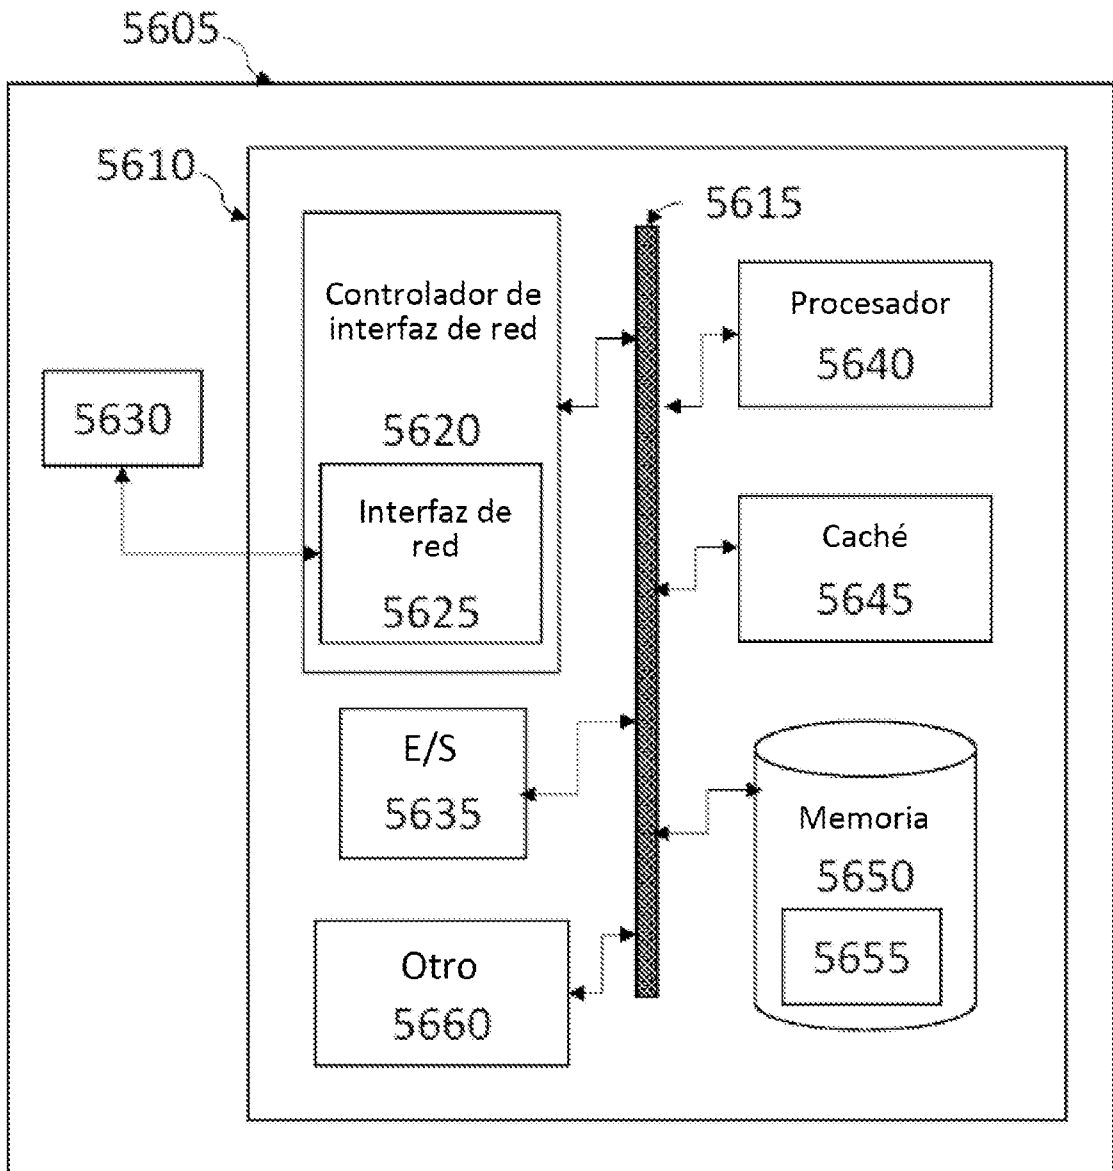 5605
5610
5615
Controlador de
interfaz de red
5620
Interfaz de
red
5625
5630
E/S
5635
Otro
5660
Procesador
5640
Caché
5645
Memoria
5650
5655